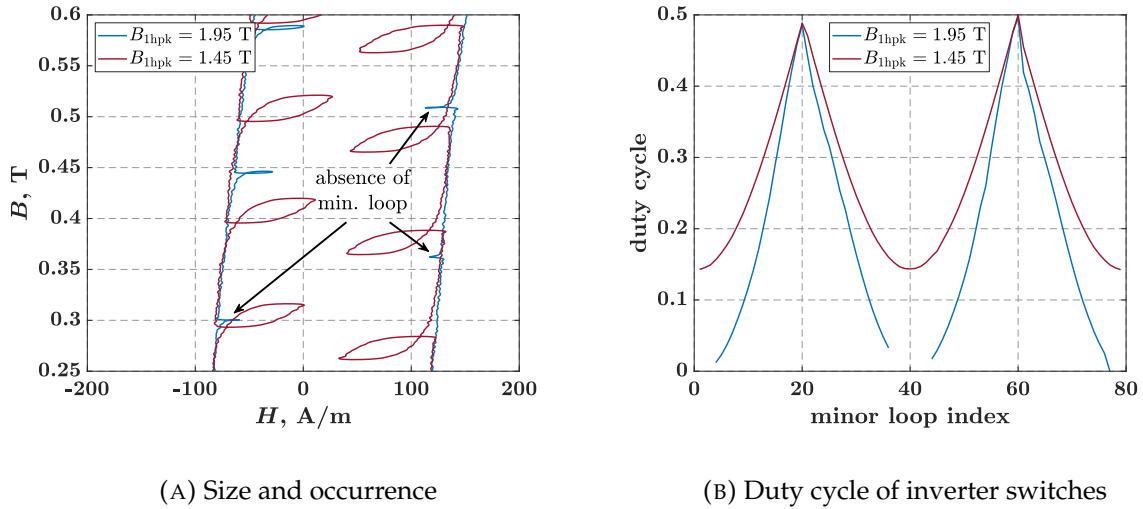 B₁ₕₚₖ = 1.95 T
B₁ₕₚₖ = 1.45 T
0.6
0.55
0.5
0.45
0.4
0.35
0.3
0.25
B, T
absence of
min. loop
-200
-100
0
100
200
H, A/m
(A) Size and occurrence
B₁ₕₚₖ = 1.95 T
B₁ₕₚₖ = 1.45 T
0.5
0.4
0.3
0.2
0.1
0
duty cycle
0
20
40
60
80
minor loop index
(B) Duty cycle of inverter switches